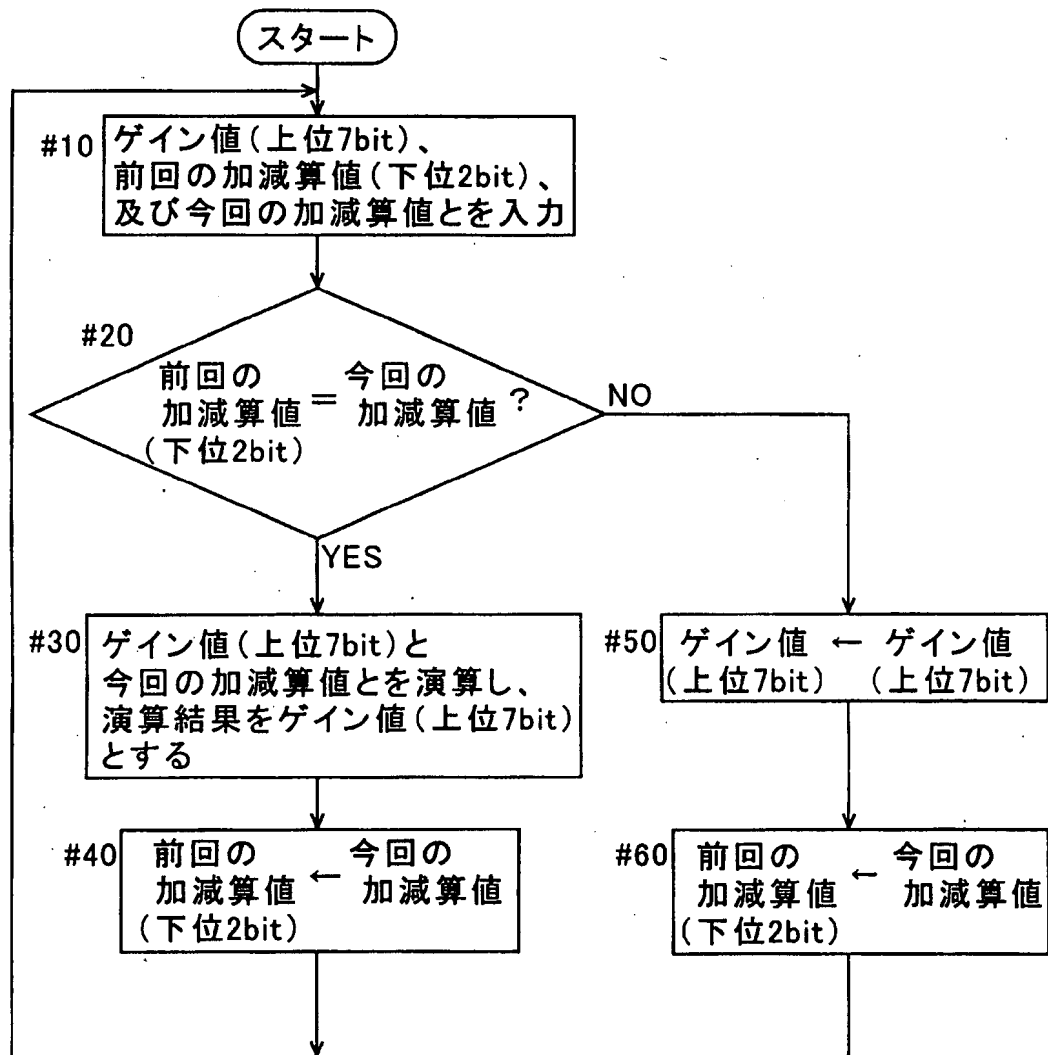 スタート
#10
ゲイン値(上位7bit)、
前回の加減算値(下位2bit)、
及び今回の加減算値とを入力
#20
前回の
加減算値
(下位2bit)
=
今回の
加減算値
?
NO
YES
#30
ゲイン値(上位7bit)と
今回の加減算値とを演算し、
演算結果をゲイン値(上位7bit)
とする
#50
ゲイン値 ← ゲイン値
(上位7bit) (上位7bit)
#40
前回の
加減算値
(下位2bit)
←
今回の
加減算値
#60
前回の
加減算値
(下位2bit)
←
今回の
加減算値